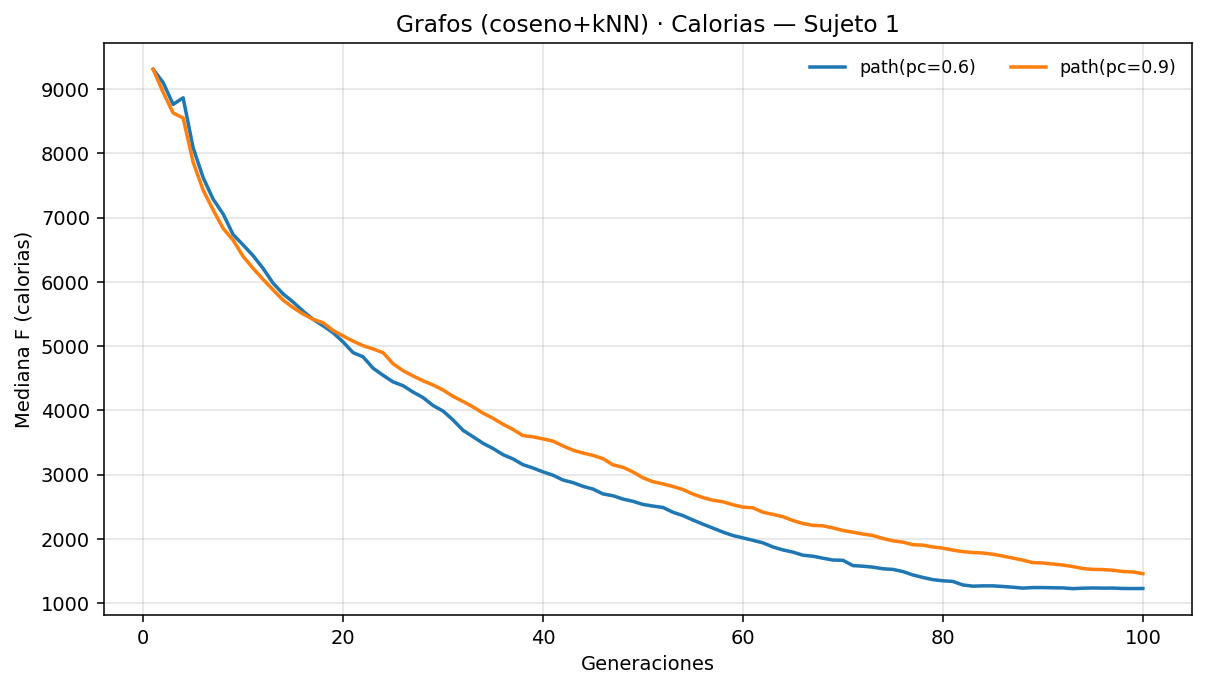 Grafos (coseno+kNN) · Calorias — Sujeto 1
path(pc=0.6) path(pc=0.9)
Mediana F (calorias)
9000
8000
7000
6000
5000
4000
3000
2000
1000
0 20 40 60 80 100
Generaciones